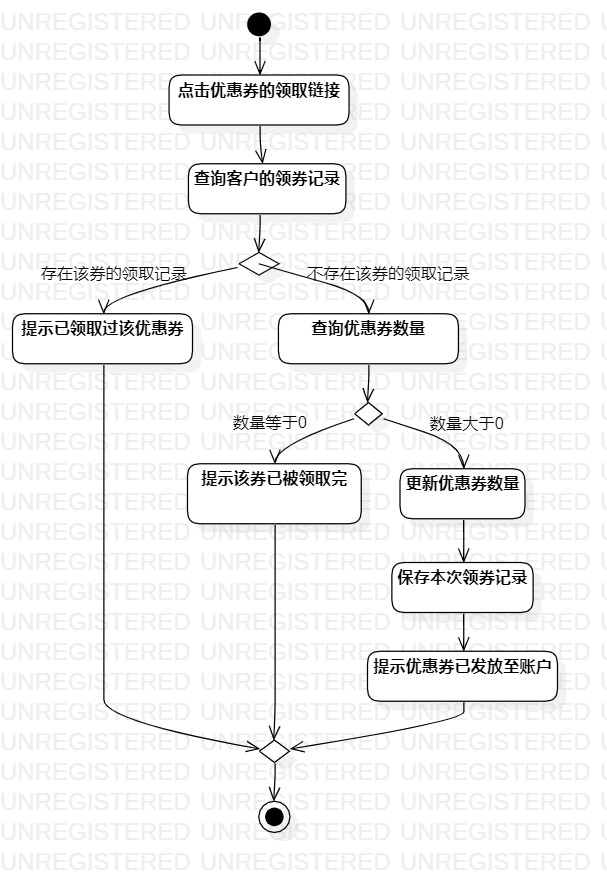 点击优惠券的领取链接
查询客户的领券记录
存在该券的领取记录
不存在该券的领取记录
提示已领取过该优惠券
查询优惠券数量
数量等于0
数量大于0
提示该券已被领取完
更新优惠券数量
保存本次领券记录
提示优惠券已发放至账户
UNREGISTERED